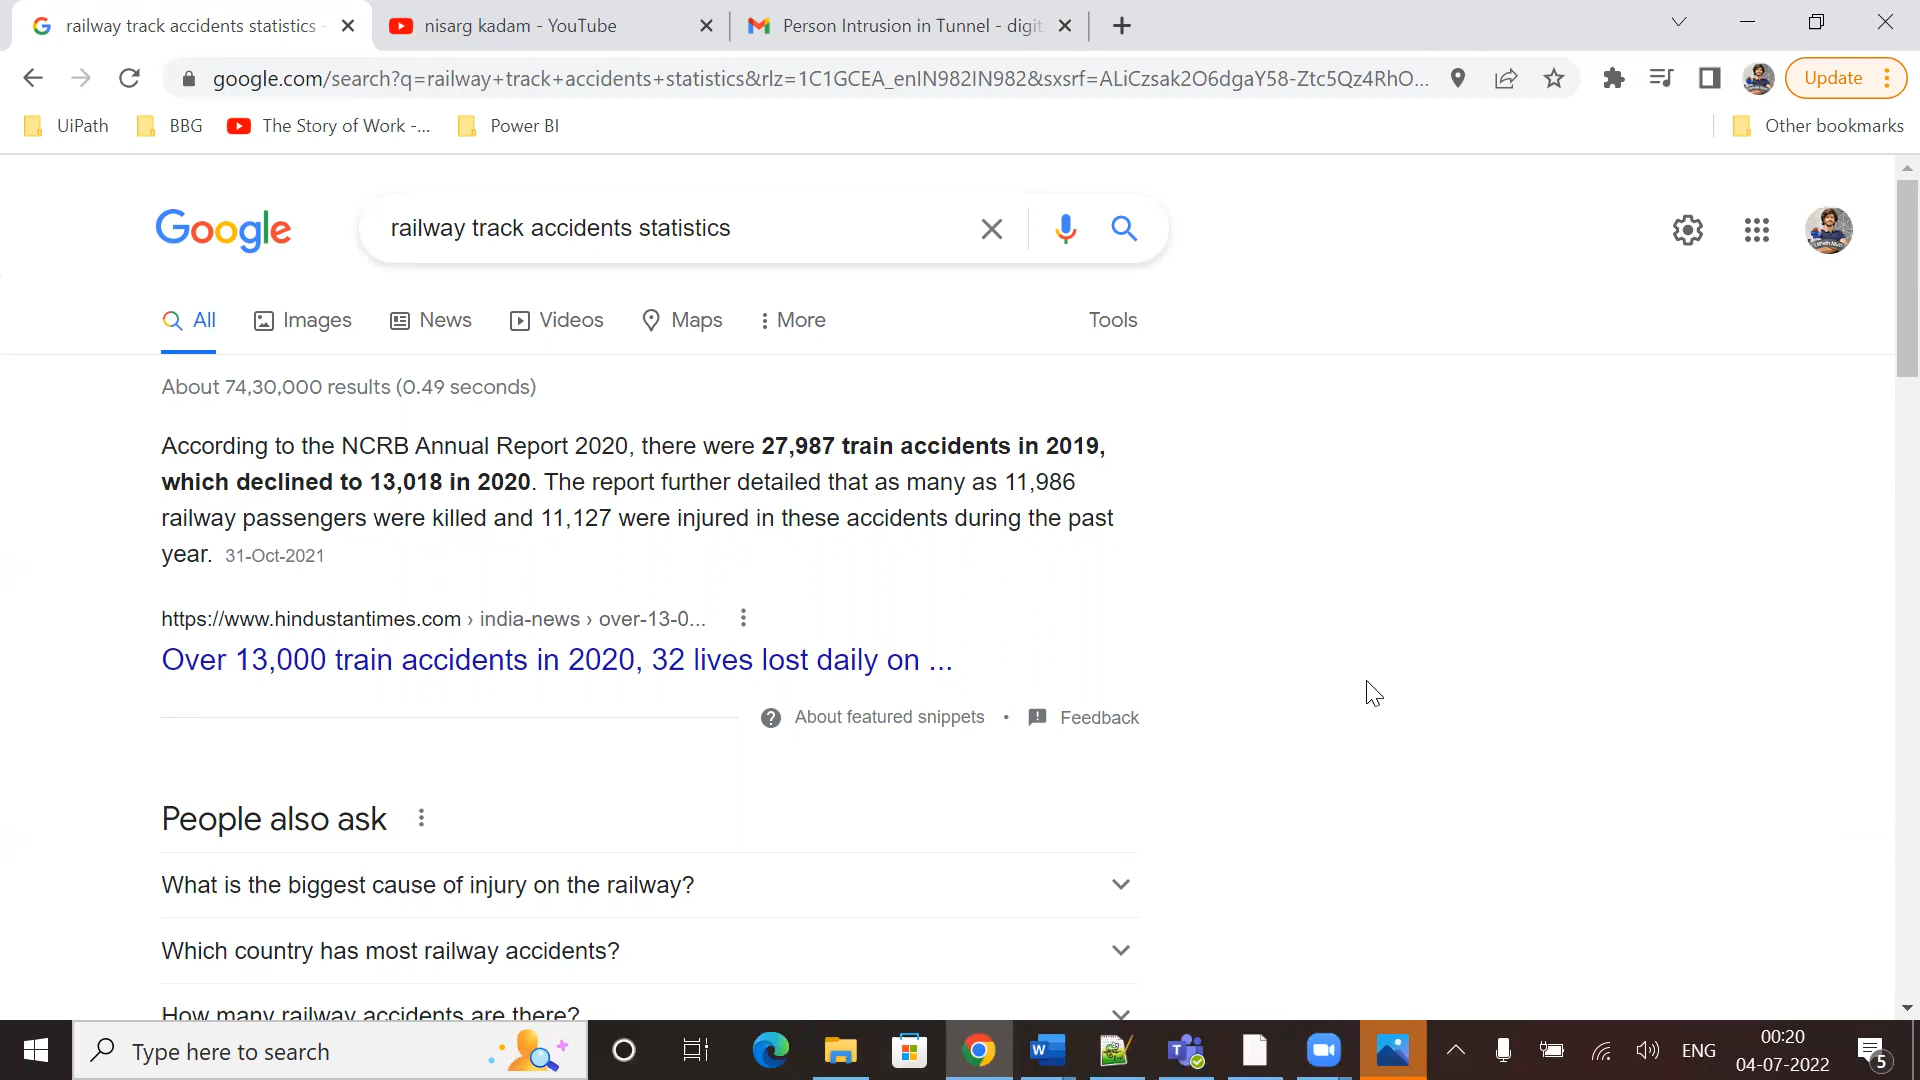 railway track accidents statistics -
nisarg kadam - YouTube
Person Intrusion in Tunnel - digit
google.com/search?q=railway+track+accidents+statistics&rlz=1C1GCEA_enIN982IN982&sxsrf=ALiCzsak2O6dgaY58-Ztc5Qz4RhO...
Update
UiPath
BBG
The Story of Work -...
Power BI
Other bookmarks
Google
railway track accidents statistics
All
Images
News
Videos
Maps
More
Tools
About 74,30,000 results (0.49 seconds)
According to the NCRB Annual Report 2020, there were 27,987 train accidents in 2019,
which declined to 13,018 in 2020. The report further detailed that as many as 11,986
railway passengers were killed and 11,127 were injured in these accidents during the past
year. 31-Oct-2021
https://www.hindustantimes.com › india-news › over-13-0...
Over 13,000 train accidents in 2020, 32 lives lost daily on ...
About featured snippets • Feedback
People also ask
What is the biggest cause of injury on the railway?
Which country has most railway accidents?
How many railway accidents are there?
Type here to search
ENG
00:20
04-07-2022
5